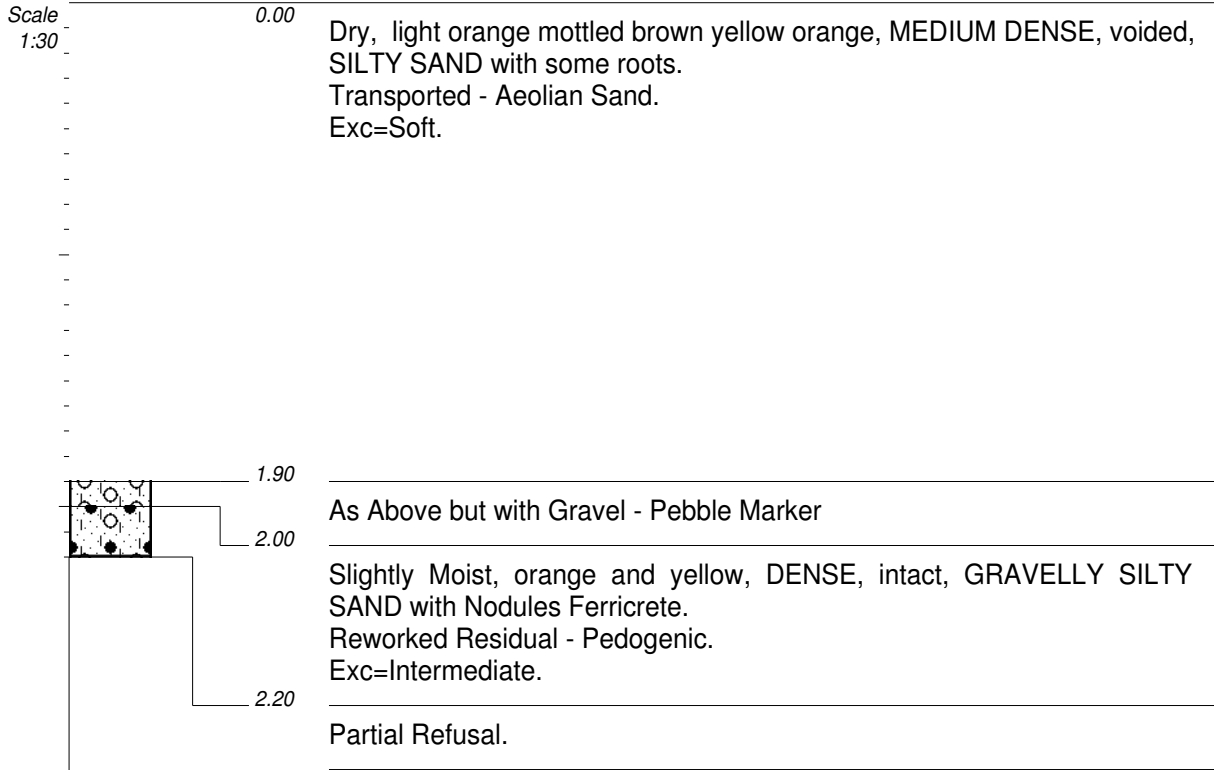 Scale
1:30
0.00
Dry, light orange mottled brown yellow orange, MEDIUM DENSE, voided,
SILTY SAND with some roots.
Transported - Aeolian Sand.
Exc=Soft.
1.90
As Above but with Gravel - Pebble Marker
2.00
Slightly Moist, orange and yellow, DENSE, intact, GRAVELLY SILTY
SAND with Nodules Ferricrete.
Reworked Residual - Pedogenic.
Exc=Intermediate.
2.20
Partial Refusal.